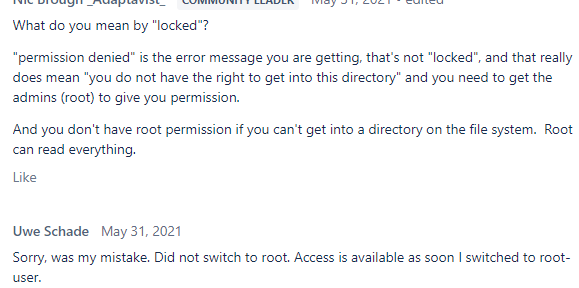 Nic Brough _Adaptavist_ COMMUNITY LEADER May 31, 2021 • edited
What do you mean by "locked"?
"permission denied" is the error message you are getting, that's not "locked", and that really
does mean "you do not have the right to get into this directory" and you need to get the
admins (root) to give you permission.
And you don't have root permission if you can't get into a directory on the file system.  Root
can read everything.
Like
Uwe Schade May 31, 2021
Sorry, was my mistake. Did not switch to root. Access is available as soon I switched to root-
user.